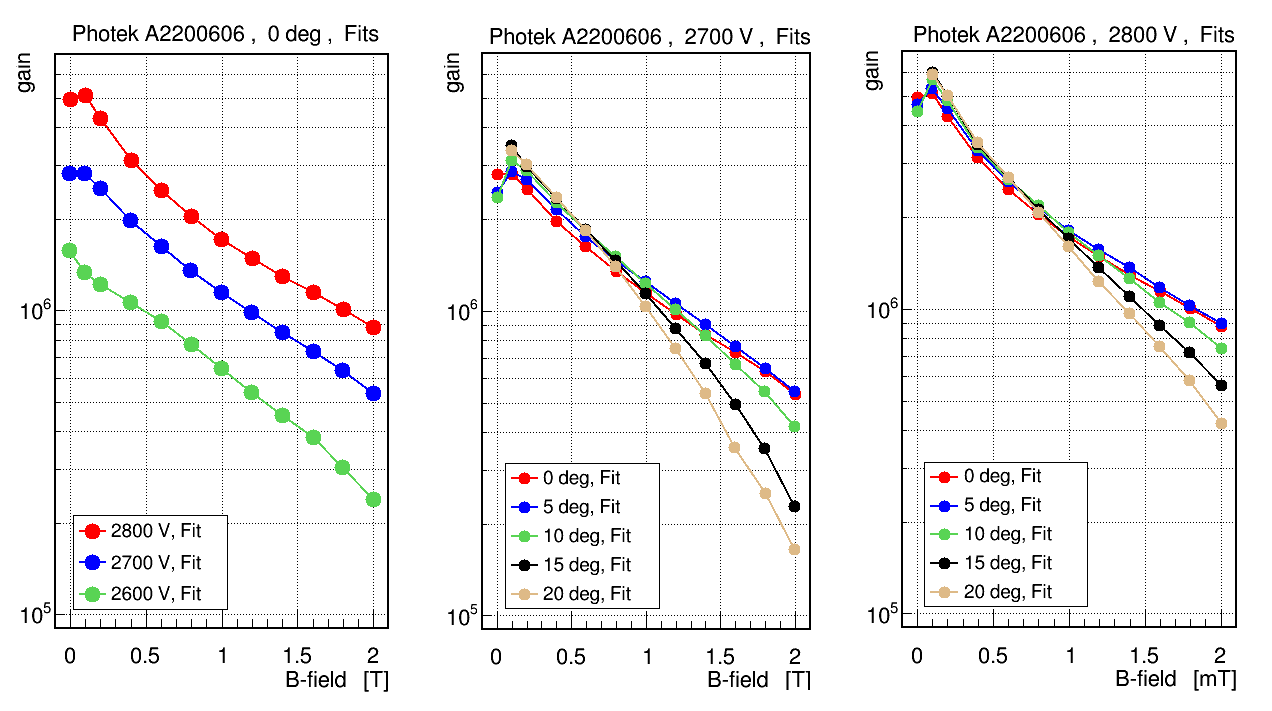 Photek A2200606 , 0 deg , Fits
gain
10^6
10^5
2800 V, Fit
2700 V, Fit
2600 V, Fit
0 0.5 1 1.5 2
B-field [T]
Photek A2200606 , 2700 V , Fits
gain
10^6
10^5
0 deg, Fit
5 deg, Fit
10 deg, Fit
15 deg, Fit
20 deg, Fit
0 0.5 1 1.5 2
B-field [T]
Photek A2200606 , 2800 V , Fits
gain
10^6
10^5
0 deg, Fit
5 deg, Fit
10 deg, Fit
15 deg, Fit
20 deg, Fit
0 0.5 1 1.5 2
B-field [mT]